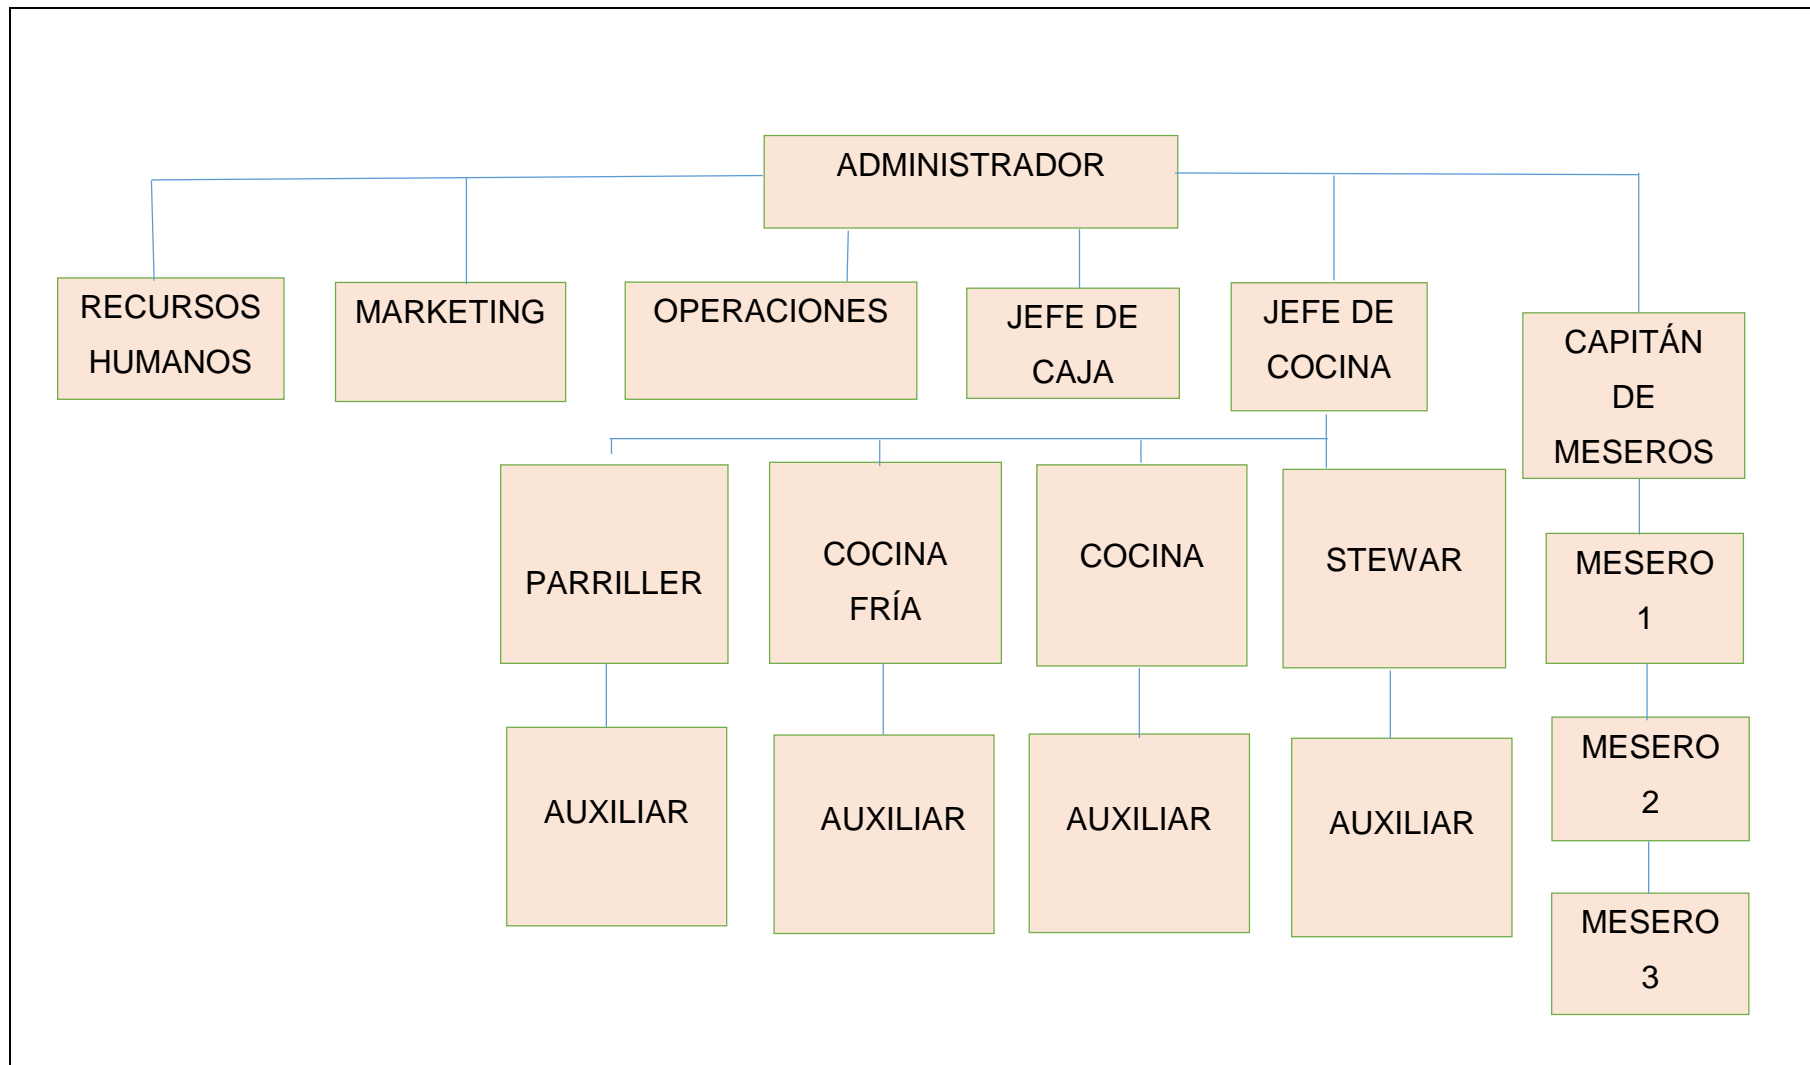 ADMINISTRADOR
RECURSOS
HUMANOS
MARKETING
OPERACIONES
JEFE DE
CAJA
JEFE DE
COCINA
CAPITÁN
DE
MESEROS
PARRILLER
COCINA
FRÍA
COCINA
STEWAR
MESERO
1
AUXILIAR
AUXILIAR
AUXILIAR
AUXILIAR
MESERO
2
MESERO
3